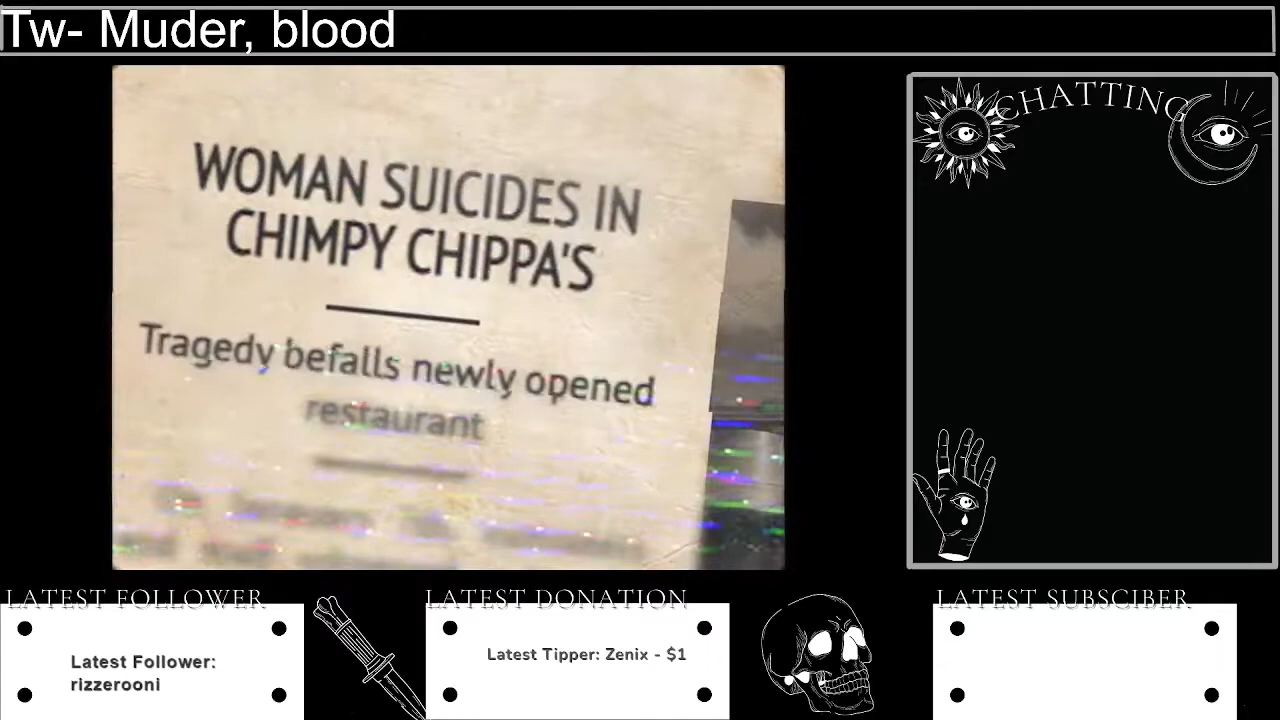 Tw- Muder, blood
CHATTING
WOMAN SUICIDES IN
CHIMPY CHIPPA'S
Tragedy befalls newly opened
restaurant
LATEST FOLLOWER
Latest Follower:
rizzerooni
LATEST DONATION
Latest Tipper: Zenix - $1
LATEST SUBSCIBER